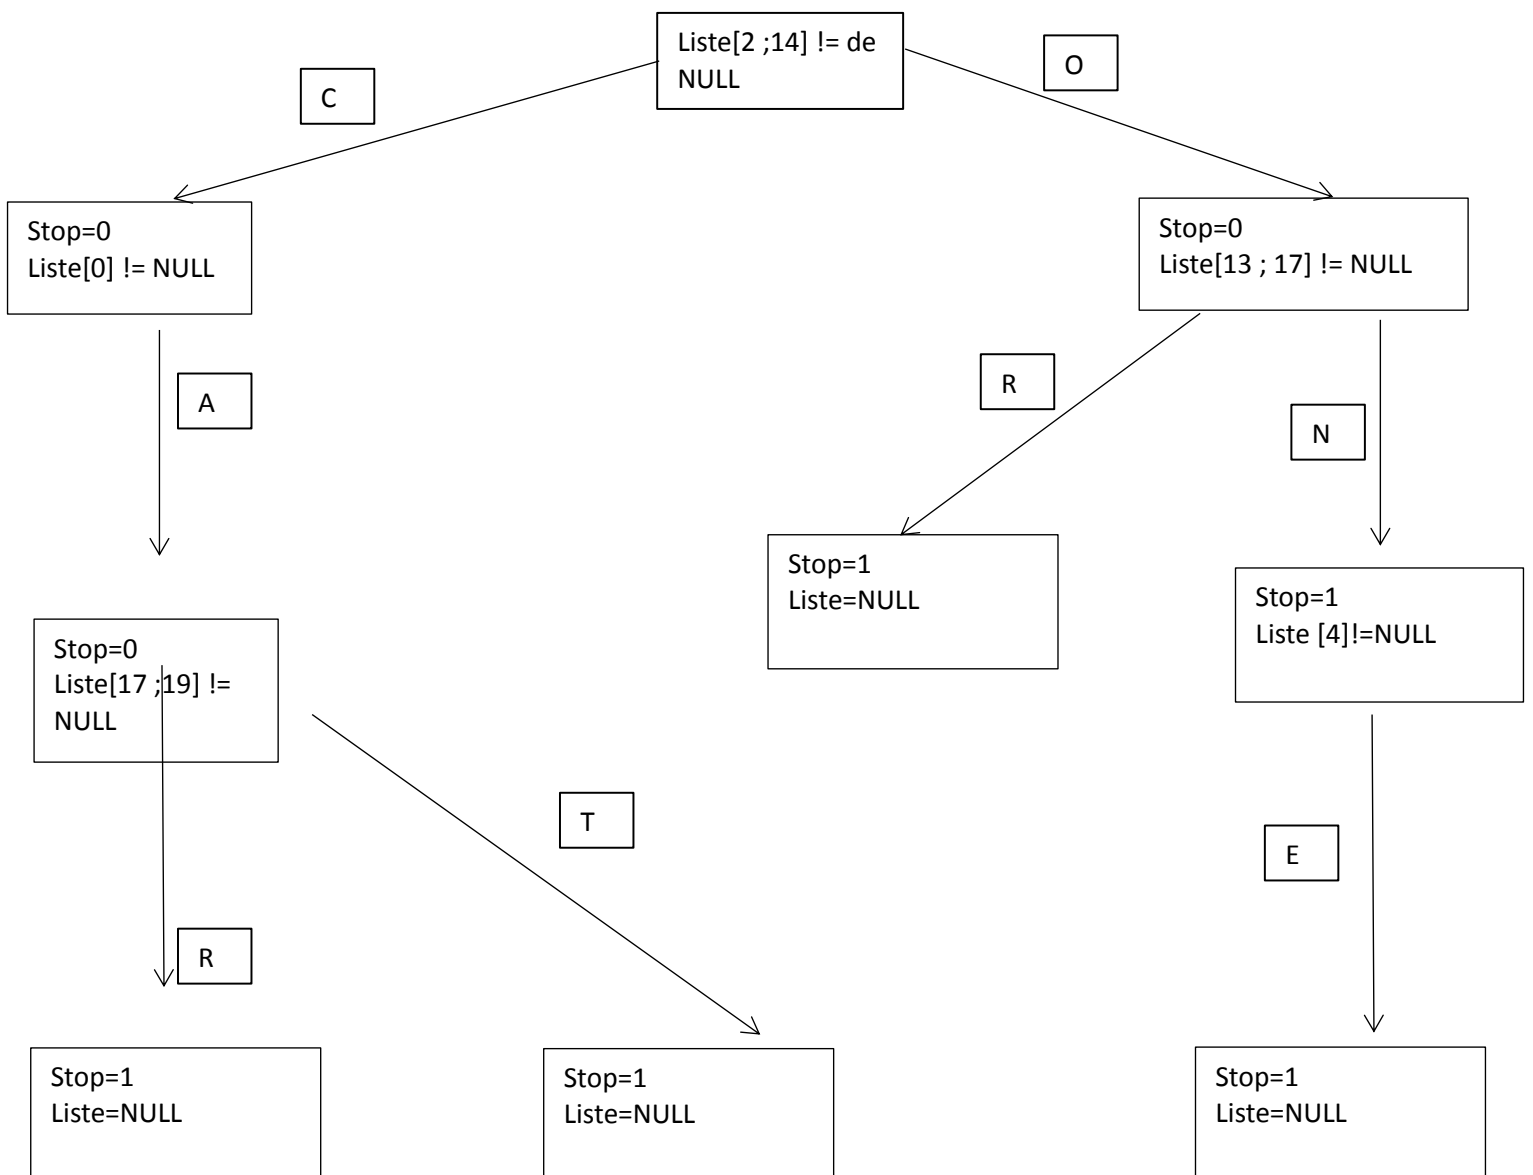 Liste[2 ;14] != de
NULL
C
O
Stop=0
Liste[0] != NULL
Stop=0
Liste[13 ; 17] != NULL
A
R
N
Stop=1
Liste=NULL
Stop=1
Liste [4]!=NULL
Stop=0
Liste[17 ;19] !=
NULL
T
E
R
Stop=1
Liste=NULL
Stop=1
Liste=NULL
Stop=1
Liste=NULL